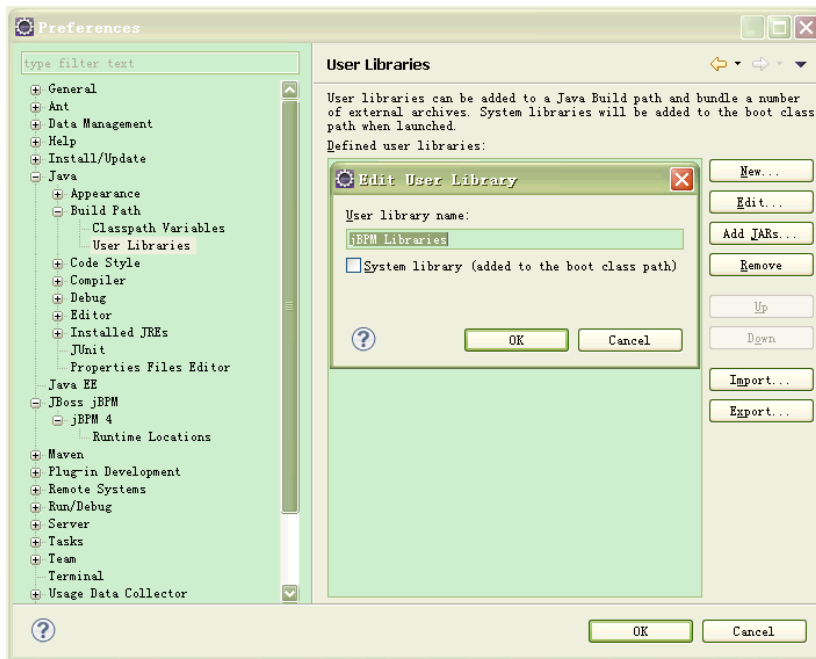 Preferences
type filter text
General
Ant
Data Management
Help
Install/Update
Java
Appearance
Build Path
Classpath Variables
User Libraries
Code Style
Compiler
Debug
Editor
Installed JREs
JUnit
Properties Files Editor
Java EE
JBoss jBPM
jBPM 4
Runtime Locations
Maven
Plug-in Development
Remote Systems
Run/Debug
Server
Tasks
Team
Terminal
Usage Data Collector
User Libraries
User libraries can be added to a Java Build path and bundle a number
of external archives. System libraries will be added to the boot class
path when launched.
Defined user libraries:
Edit User Library
User library name:
jBPM Libraries
System library (added to the boot class path)
OK
Cancel
New...
Edit...
Add JARs...
Remove
Up
Down
Import...
Export...
OK
Cancel